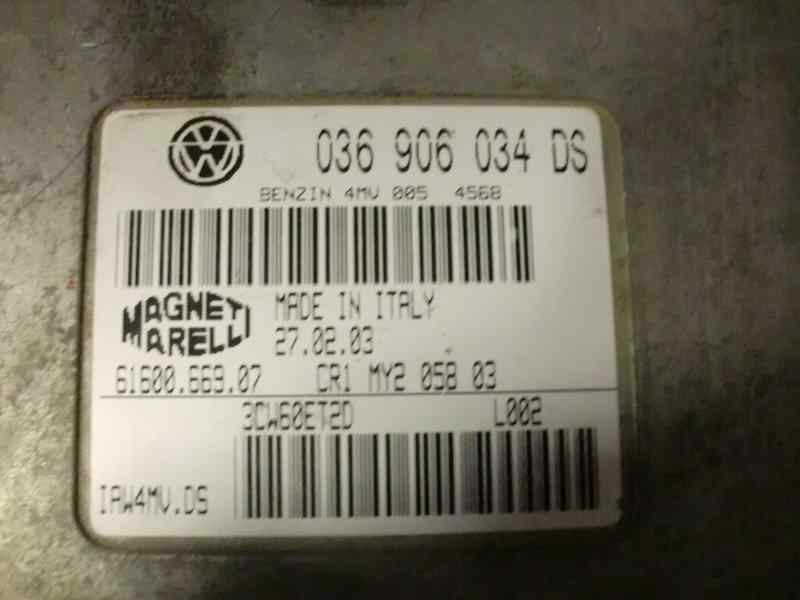 036 906 034 DS
BENZIN 4MV 005 4568
MAGNETI MARELLI
MADE IN ITALY
27.02.03
61600.669.07 CR1 MY2 058 03
3CW60ET2D L002
IAW4MV.DS